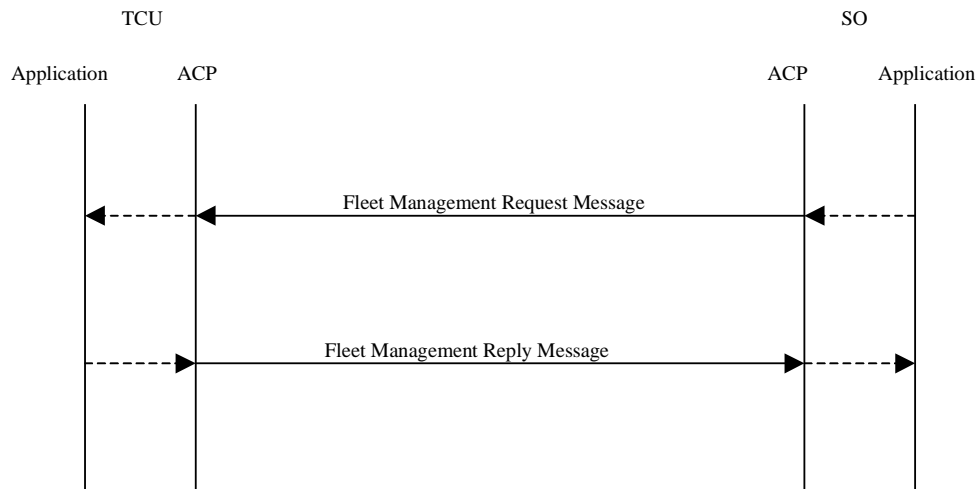 TCU SO
Application ACP ACP Application
Fleet Management Request Message
Fleet Management Reply Message